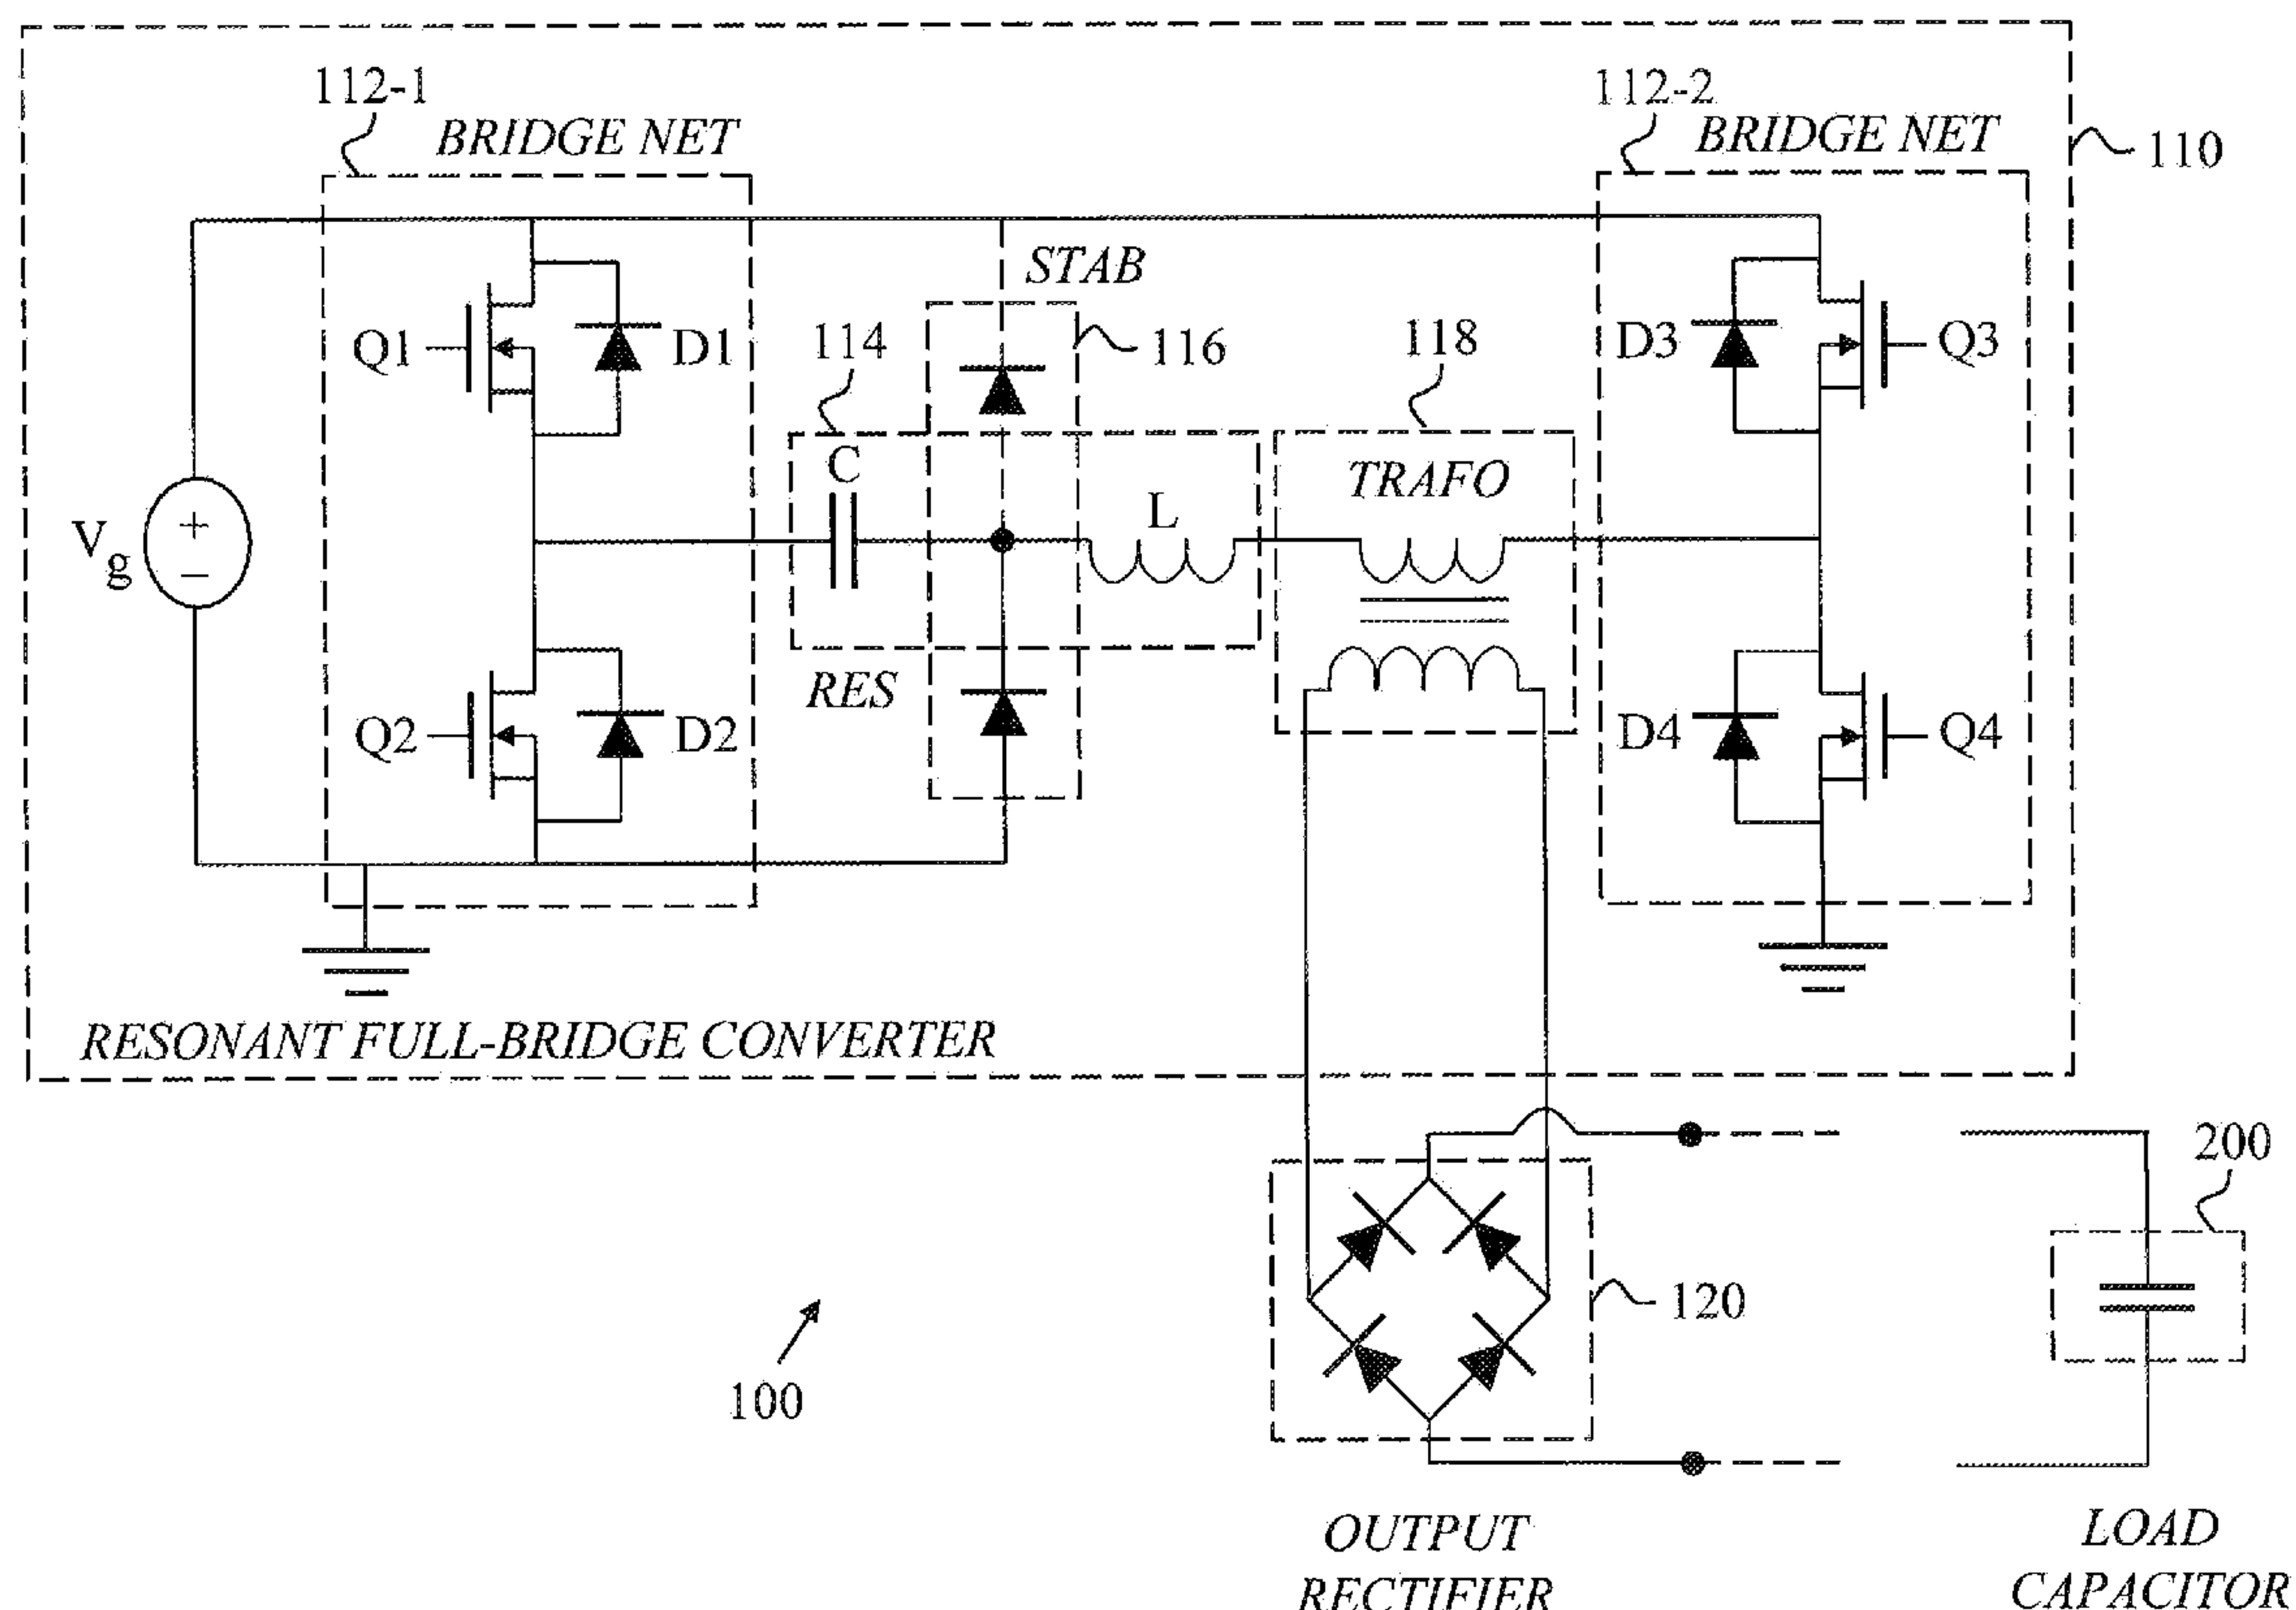 112-1
BRIDGE NET
112-2
BRIDGE NET
110
STAB
Q1
D1
114
116
118
D3
Q3
C
TRAFO
L
+
Vg
−
RES
Q2
D2
D4
Q4
RESONANT FULL-BRIDGE CONVERTER
200
120
100
OUTPUT
RECTIFIER
LOAD
CAPACITOR